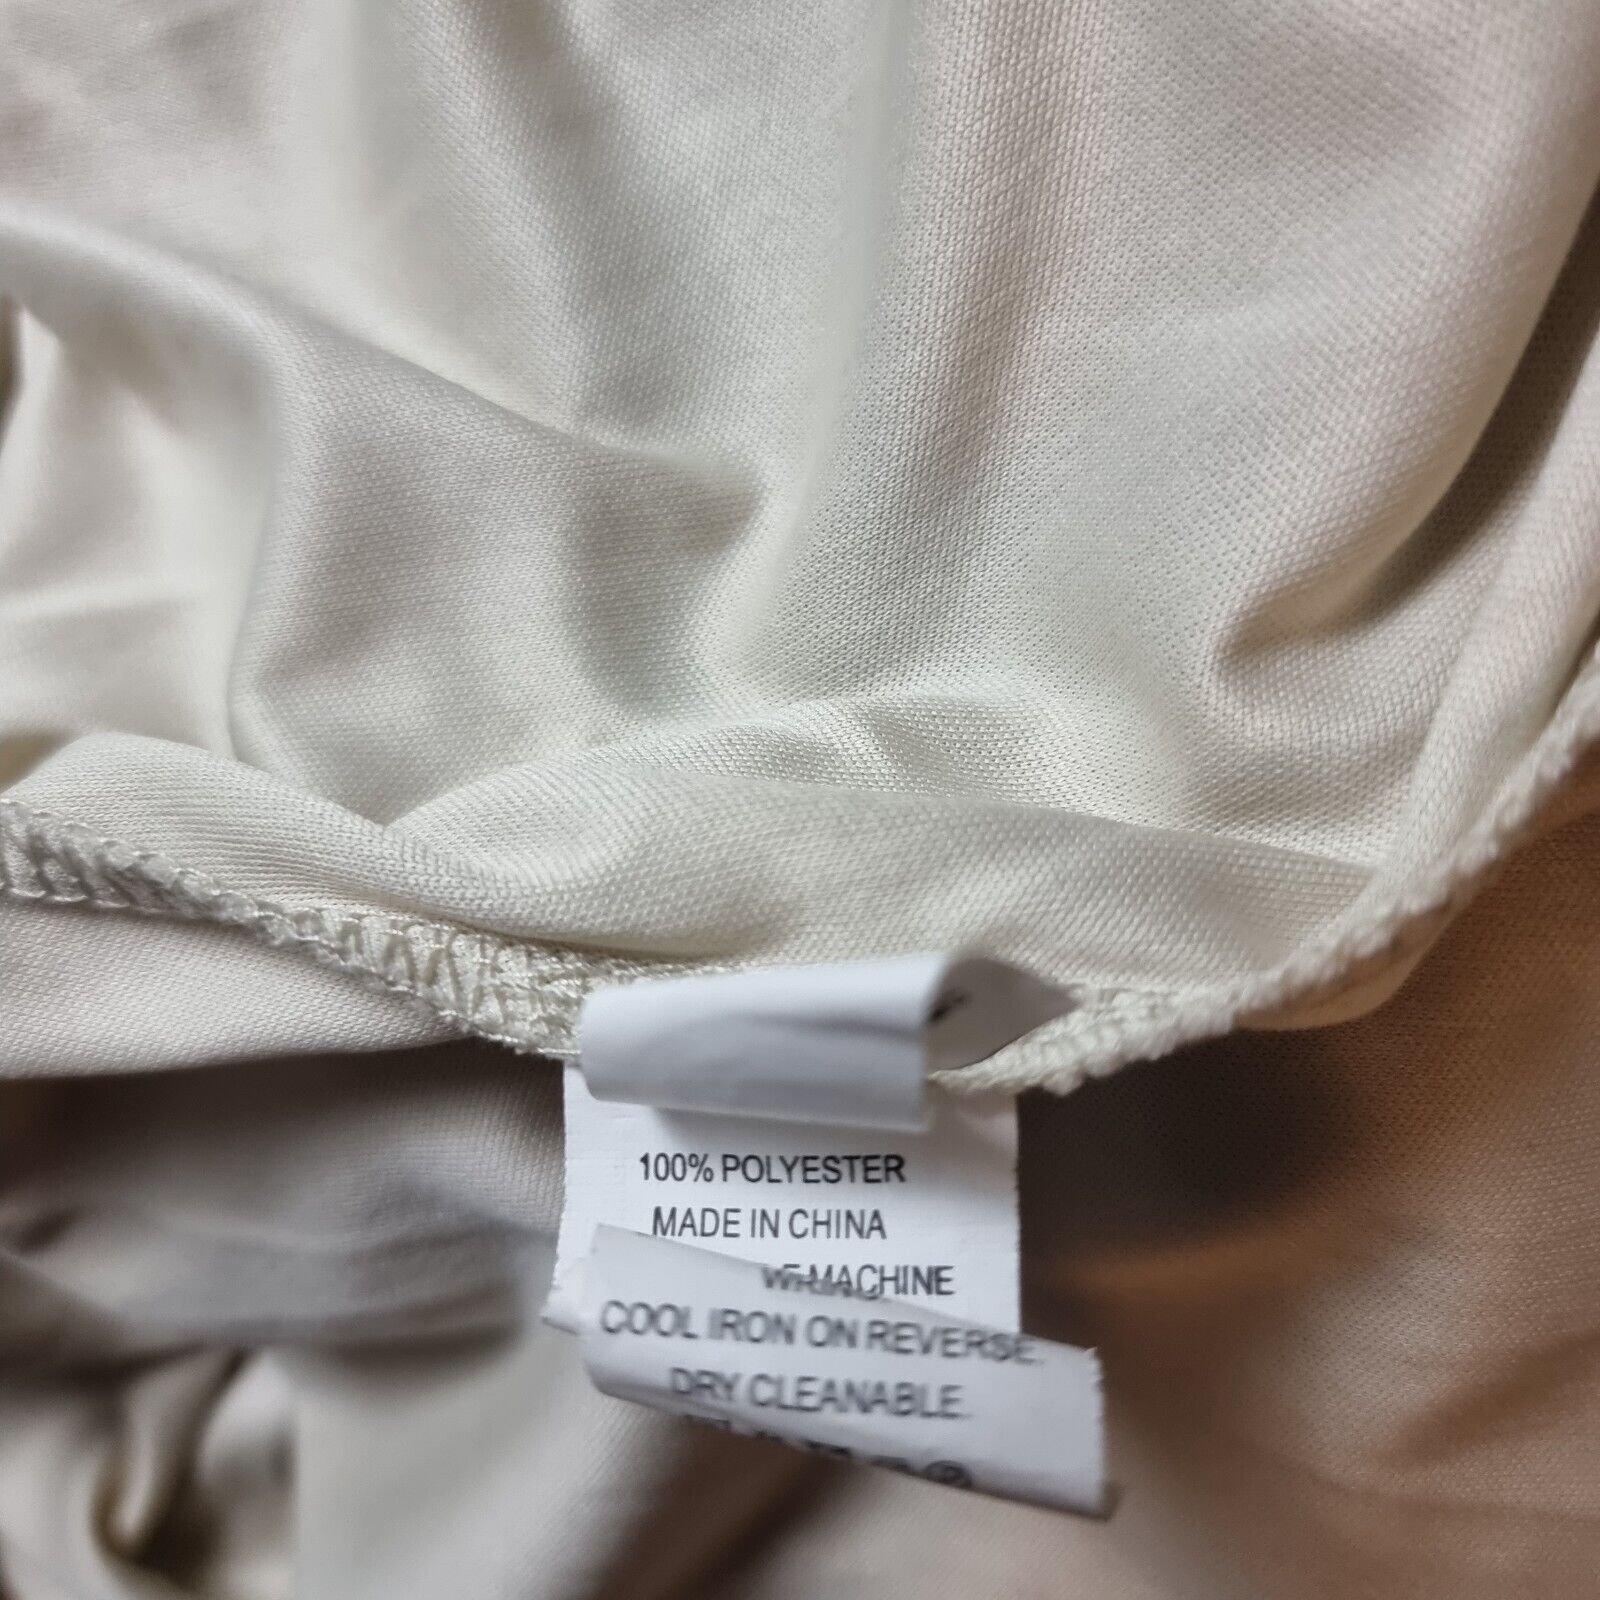 100% POLYESTER
MADE IN CHINA
MACHINE
COOL IRON ON REVERSE.
DRY CLEANABLE.